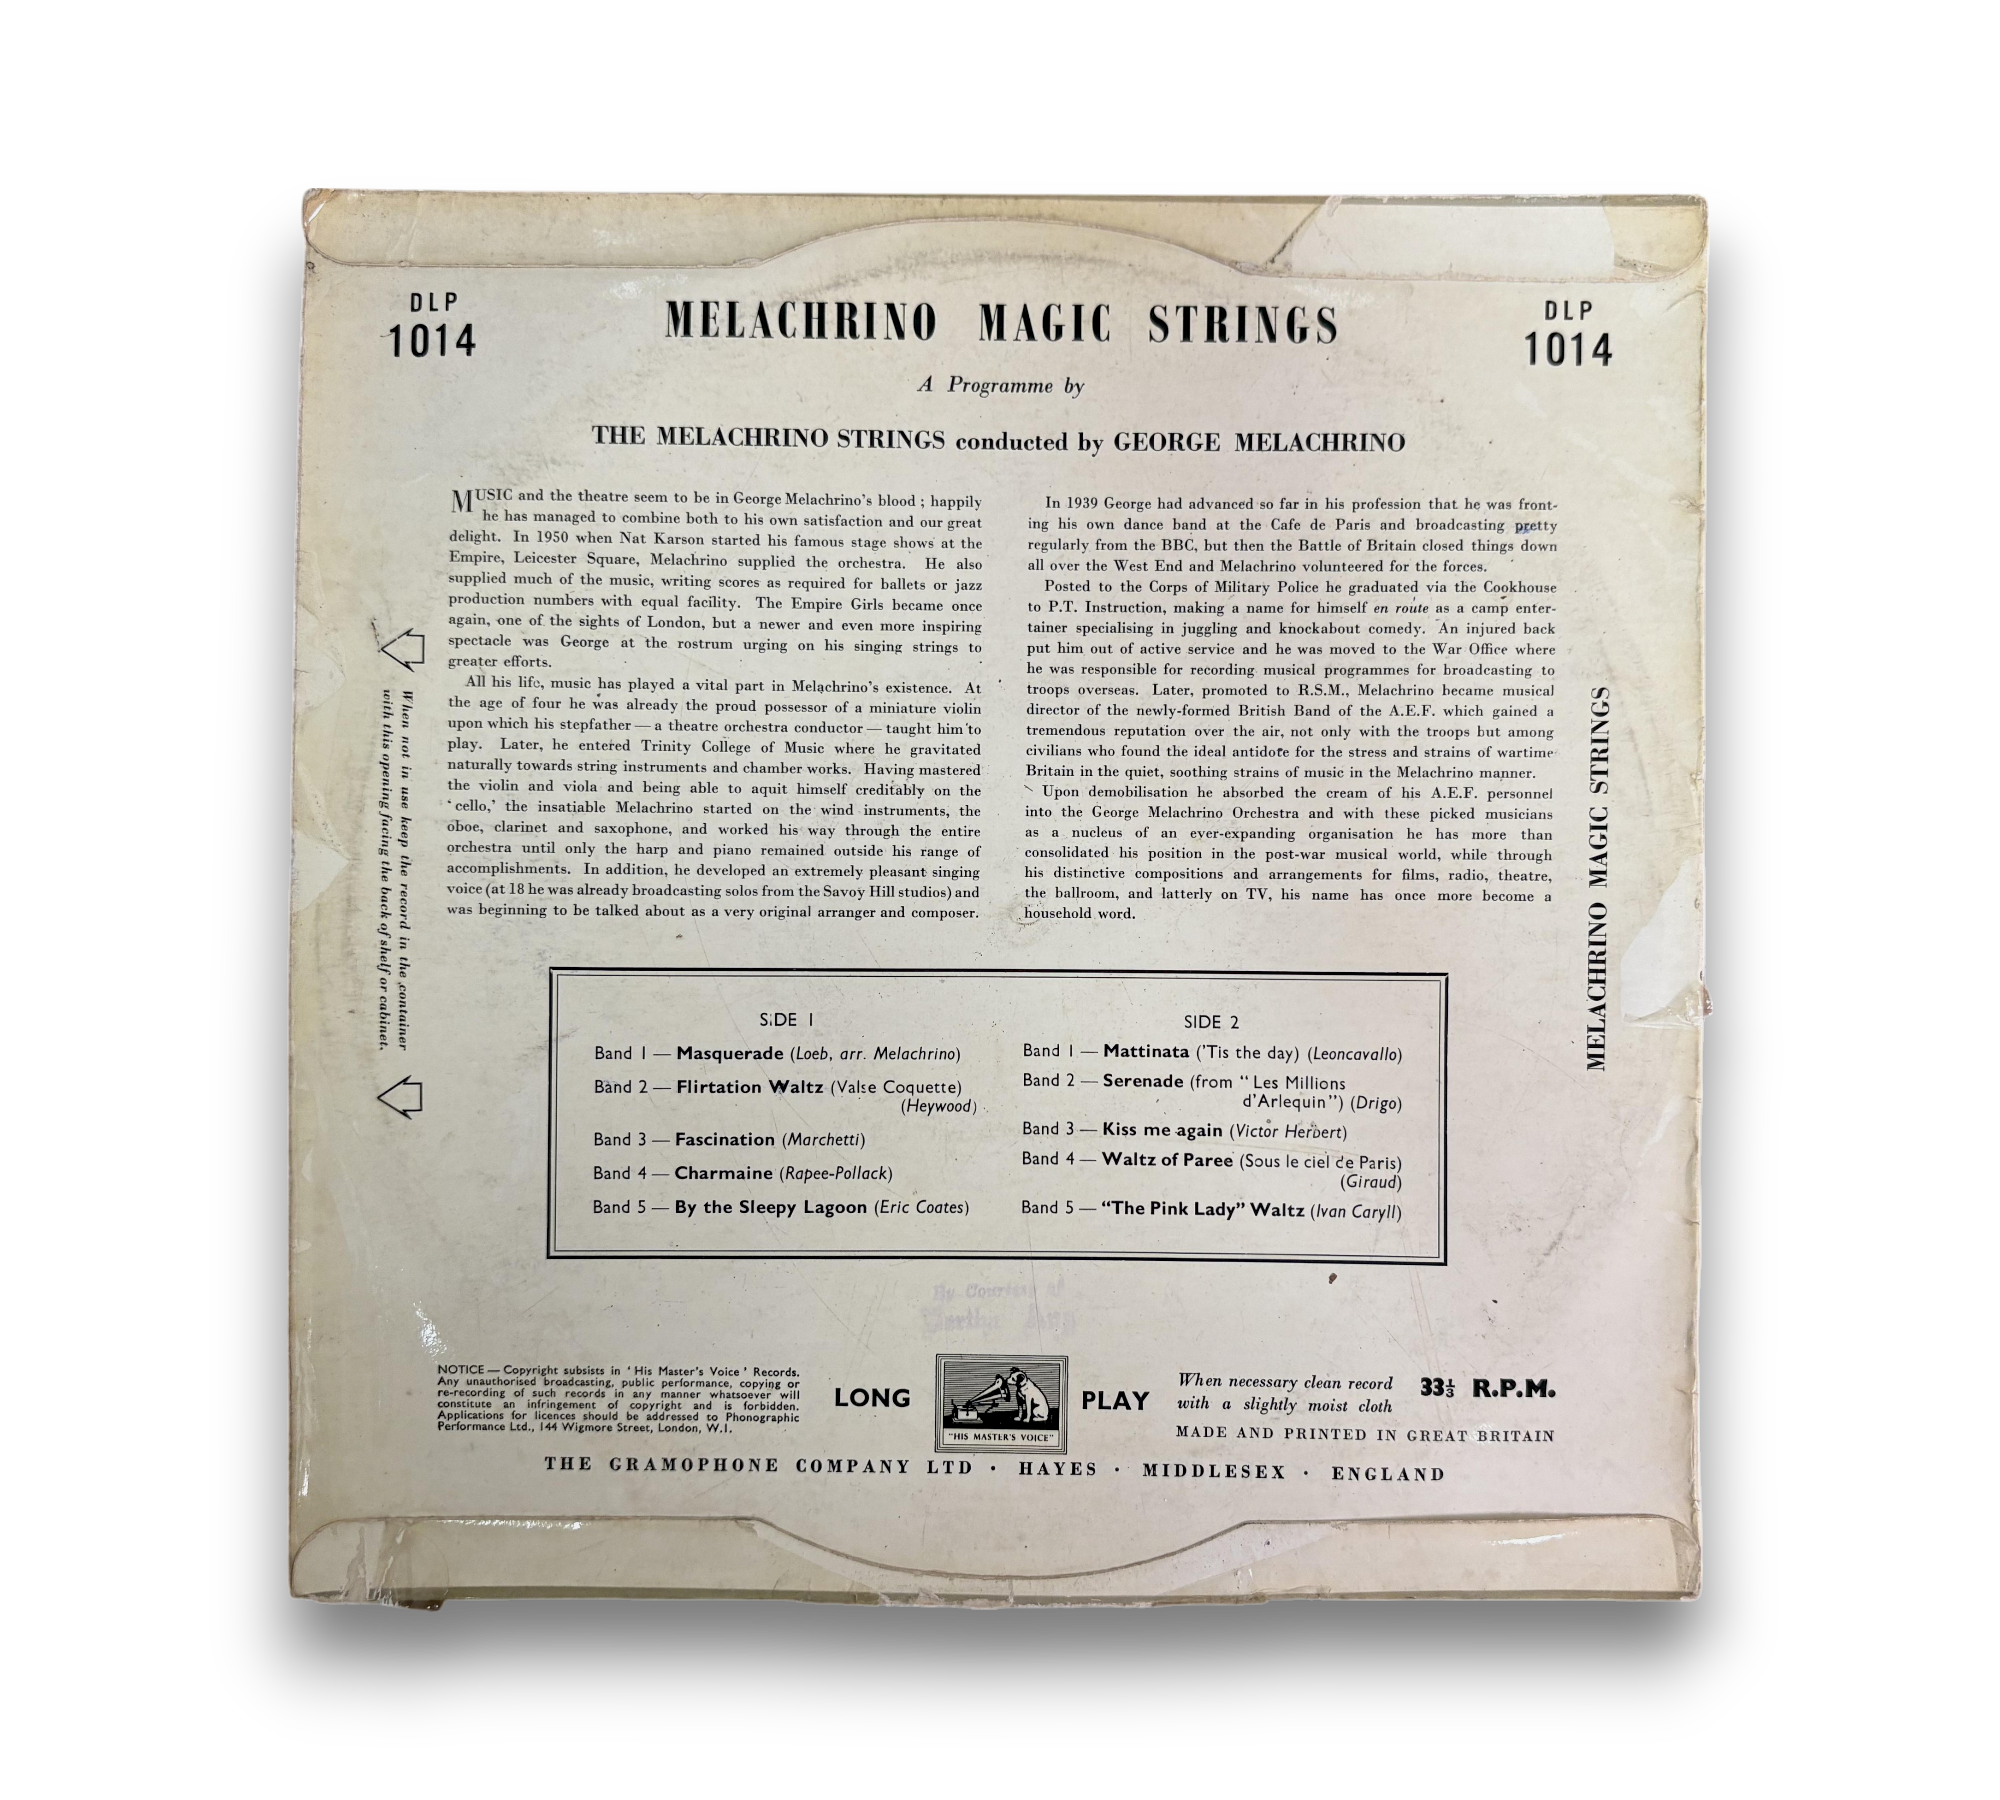 DLP
1014
MELACHRINO MAGIC STRINGS
DLP
1014
A Programme by
THE MELACHRINO STRINGS conducted by GEORGE MELACHRINO
MUSIC and the theatre seem to be in George Melachrino's blood ; happily
he has managed to combine both to his own satisfaction and our great
delight. In 1950 when Nat Karson started his famous stage shows at the
Empire, Leicester Square, Melachrino supplied the orchestra. He also
supplied much of the music, writing scores as required for ballets or jazz
production numbers with equal facility. The Empire Girls became once
again, one of the sights of London, but a newer and even more inspiring
spectacle was George at the rostrum urging on his singing strings to
greater efforts.
All his life, music has played a vital part in Melachrino's existence. At
the age of four he was already the proud possessor of a miniature violin
upon which his stepfather — a theatre orchestra conductor — taught him to
play. Later, he entered Trinity College of Music where he gravitated
naturally towards string instruments and chamber works. Having mastered
the violin and viola and being able to aquit himself creditably on the
‘cello,’ the insatiable Melachrino started on the wind instruments, the
oboe, clarinet and saxophone, and worked his way through the entire
orchestra until only the harp and piano remained outside his range of
accomplishments. In addition, he developed an extremely pleasant singing
voice (at 18 he was already broadcasting solos from the Savoy Hill studios) and
was beginning to be talked about as a very original arranger and composer.
In 1939 George had advanced so far in his profession that he was front-
ing his own dance band at the Cafe de Paris and broadcasting pretty
regularly from the BBC, but then the Battle of Britain closed things down
all over the West End and Melachrino volunteered for the forces.
Posted to the Corps of Military Police he graduated via the Cookhouse
to P.T. Instruction, making a name for himself en route as a camp enter-
tainer specialising in juggling and knockabout comedy. An injured back
put him out of active service and he was moved to the War Office where
he was responsible for recording musical programmes for broadcasting to
troops overseas. Later, promoted to R.S.M., Melachrino became musical
director of the newly-formed British Band of the A.E.F. which gained a
tremendous reputation over the air, not only with the troops but among
civilians who found the ideal antidote for the stress and strains of wartime
Britain in the quiet, soothing strains of music in the Melachrino manner.
Upon demobilisation he absorbed the cream of his A.E.F. personnel
into the George Melachrino Orchestra and with these picked musicians
as a nucleus of an ever-expanding organisation he has more than
consolidated his position in the post-war musical world, while through
his distinctive compositions and arrangements for films, radio, theatre,
the ballroom, and latterly on TV, his name has once more become a
household word.
When not in use keep the record in the container
with this opening facing the back of shelf or cabinet.
MELACHRINO MAGIC STRINGS
SIDE 1
Band 1 — Masquerade (Loeb, arr. Melachrino)
Band 2 — Flirtation Waltz (Valse Coquette)
(Heywood)
Band 3 — Fascination (Marchetti)
Band 4 — Charmaine (Rapee-Pollack)
Band 5 — By the Sleepy Lagoon (Eric Coates)
SIDE 2
Band 1 — Mattinata ('Tis the day) (Leoncavallo)
Band 2 — Serenade (from “Les Millions
d'Arlequin”) (Drigo)
Band 3 — Kiss me again (Victor Herbert)
Band 4 — Waltz of Paree (Sous le ciel de Paris)
(Giraud)
Band 5 — “The Pink Lady” Waltz (Ivan Caryll)
By Courtesy of
NOTICE — Copyright subsists in ‘His Master's Voice’ Records.
Any unauthorised broadcasting, public performance, copying or
re-recording of such records in any manner whatsoever will
constitute an infringement of copyright and is forbidden.
Applications for licences should be addressed to Phonographic
Performance Ltd., 144 Wigmore Street, London, W.1.
LONG
"HIS MASTER'S VOICE"
PLAY
When necessary clean record
with a slightly moist cloth
33⅓ R.P.M.
MADE AND PRINTED IN GREAT BRITAIN
THE GRAMOPHONE COMPANY LTD · HAYES · MIDDLESEX · ENGLAND